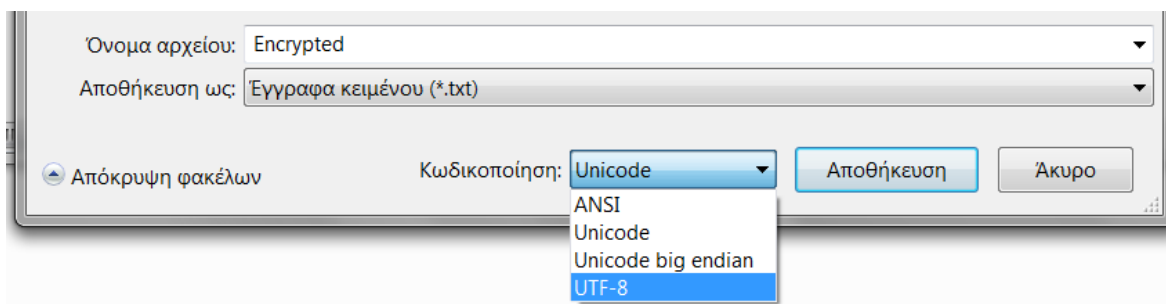 Όνομα αρχείου: Encrypted
Αποθήκευση ως: Έγγραφα κειμένου (*.txt)
Απόκρυψη φακέλων Κωδικοποίηση: Unicode Αποθήκευση Άκυρο
ANSI
Unicode
Unicode big endian
UTF-8